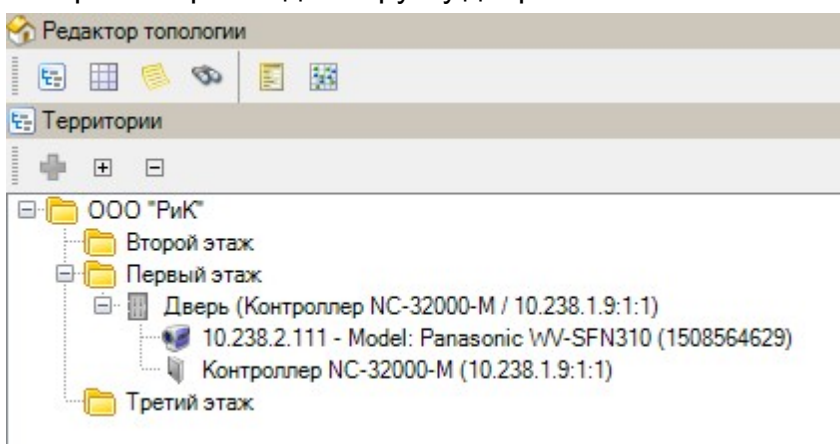 Редактор топологии
Территории
ООО "РиК"
Второй этаж
Первый этаж
Дверь (Контроллер NC-32000-M / 10.238.1.9:1:1)
10.238.2.111 - Model: Panasonic WV-SFN310 (1508564629)
Контроллер NC-32000-M (10.238.1.9:1:1)
Третий этаж